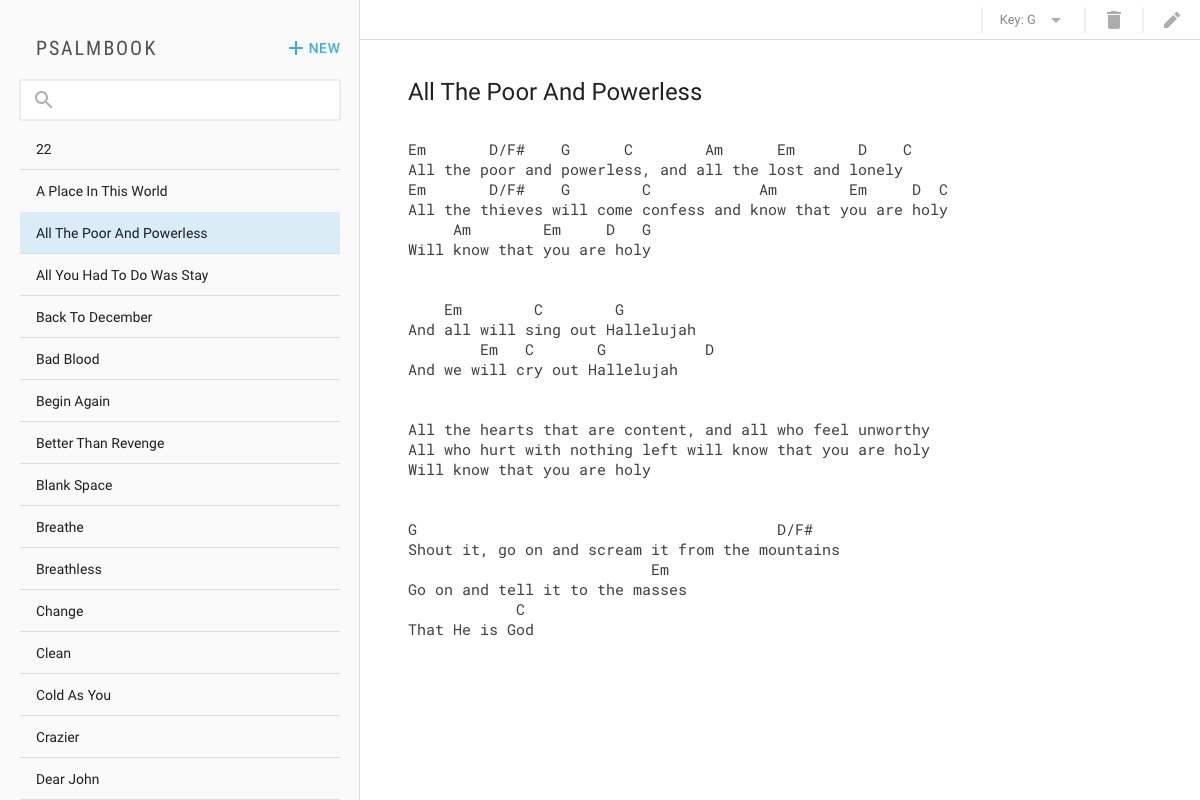 PSALMBOOK
NEW
22
A Place In This World
All The Poor And Powerless
All You Had To Do Was Stay
Back To December
Bad Blood
Begin Again
Better Than Revenge
Blank Space
Breathe
Breathless
Change
Clean
Cold As You
Crazier
Dear John
Key: G
All The Poor And Powerless
Em       D/F#    G      C        Am      Em       D    C
All the poor and powerless, and all the lost and lonely
Em       D/F#    G        C            Am        Em     D  C
All the thieves will come confess and know that you are holy
     Am        Em     D   G
Will know that you are holy
    Em        C        G
And all will sing out Hallelujah
        Em   C       G           D
And we will cry out Hallelujah
All the hearts that are content, and all who feel unworthy
All who hurt with nothing left will know that you are holy
Will know that you are holy
G                                        D/F#
Shout it, go on and scream it from the mountains
                           Em
Go on and tell it to the masses
            C
That He is God